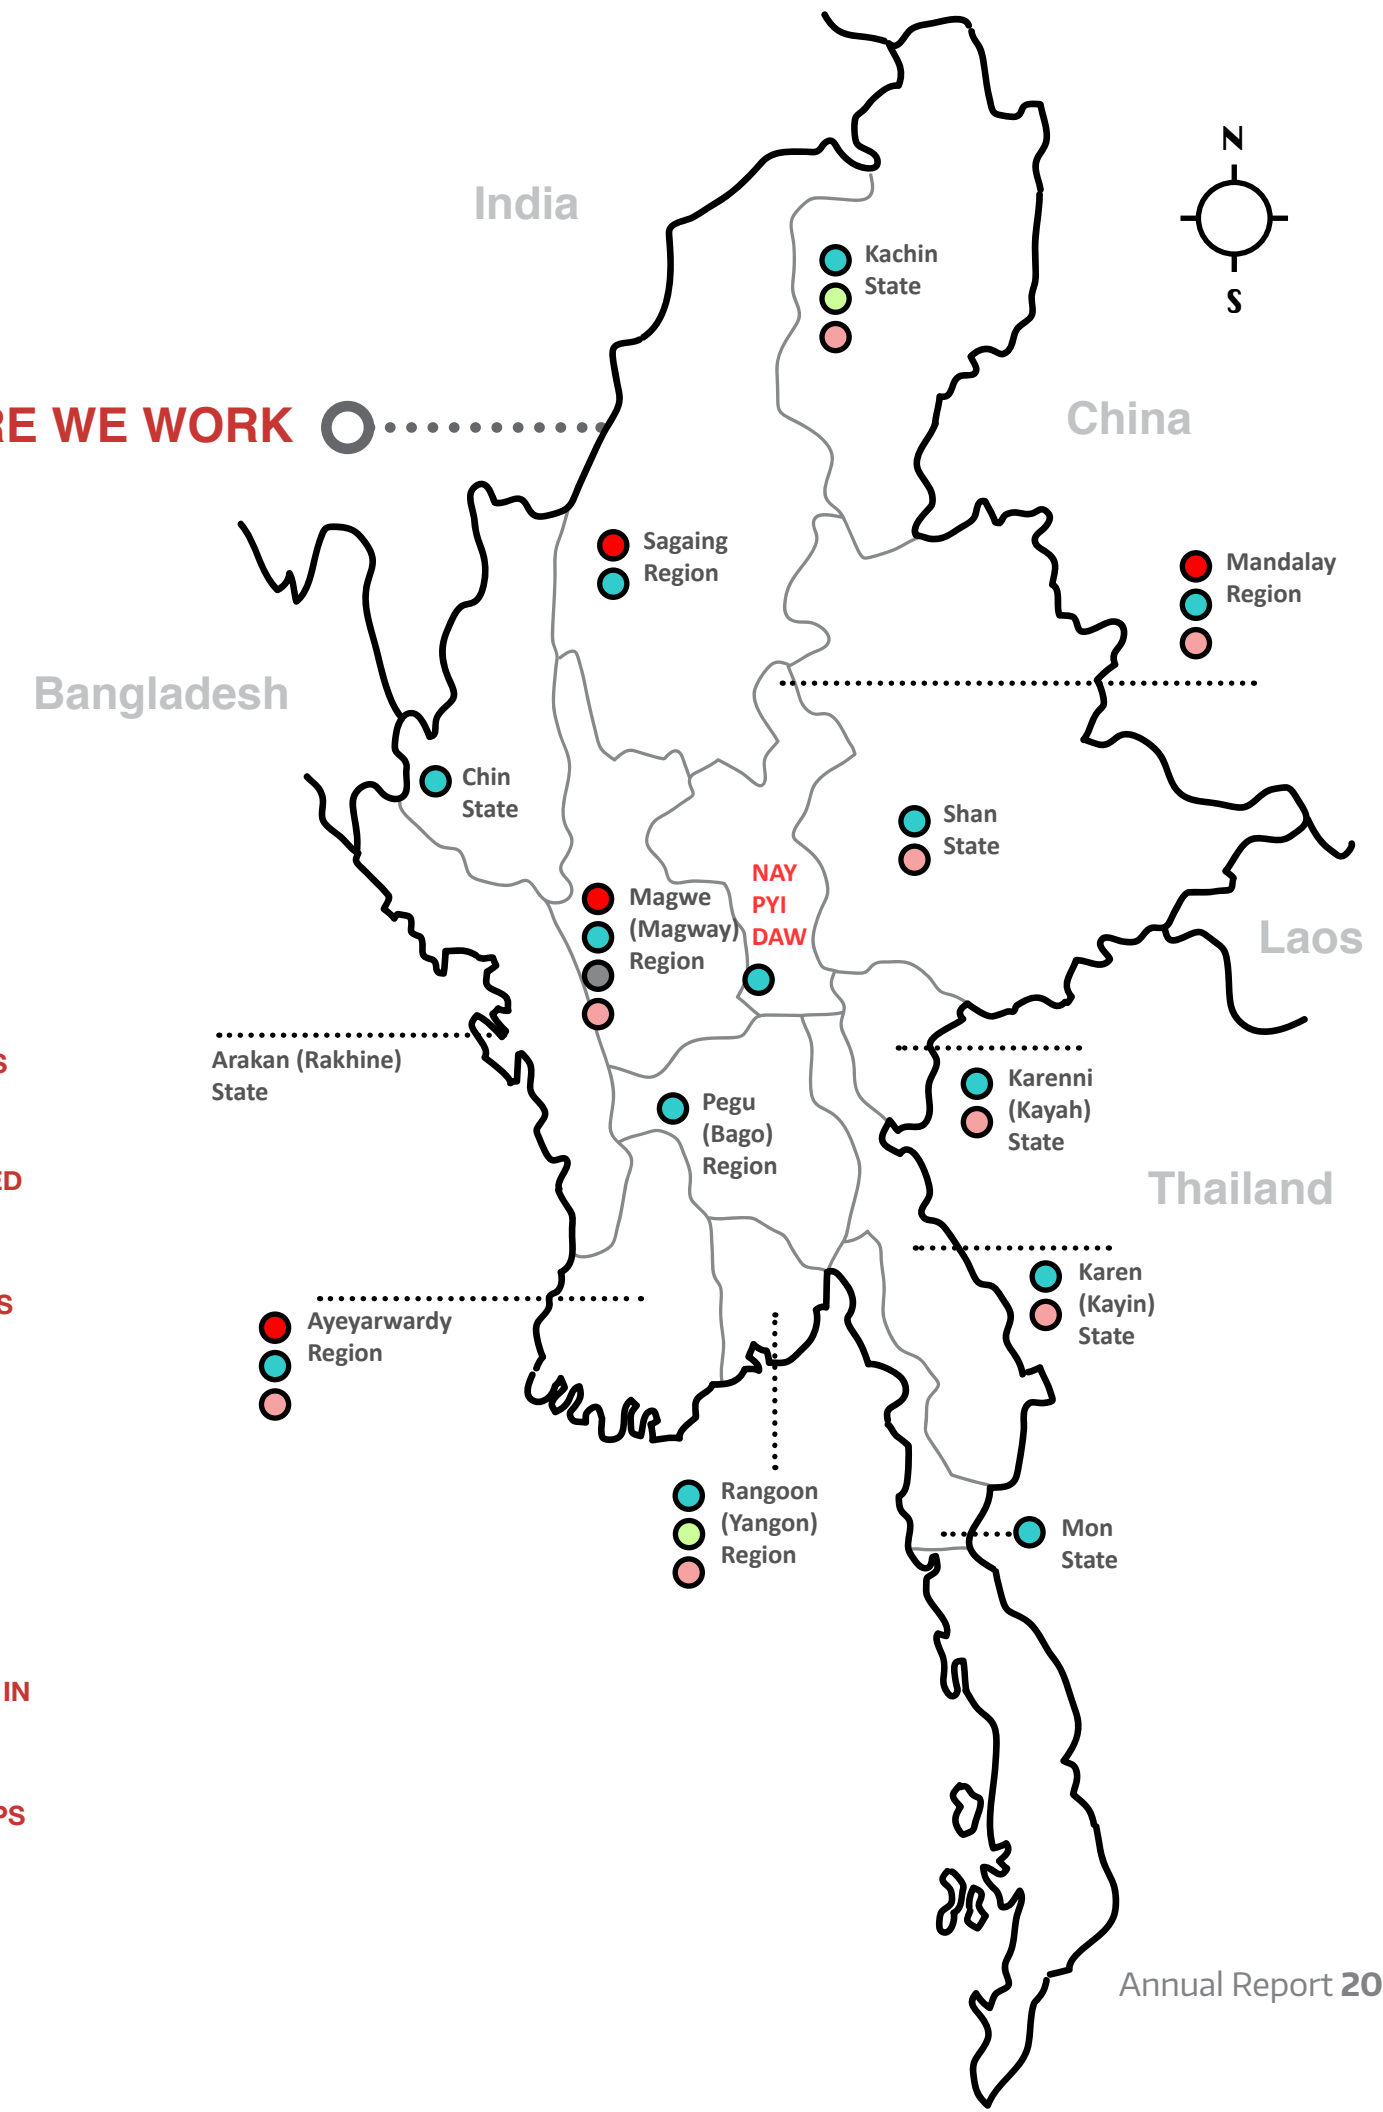 N
India
Kachin
State
S
RE WE WORK
China
Sagaing
Region
Mandalay
Region
Bangladesh
Chin
State
Shan
State
NAY
PYI
DAW
Magwe
(Magway)
Region
Laos
Arakan (Rakhine)
State
S
Karenni
(Kayah)
State
Pegu
(Bago)
Region
ED
Thailand
Karen
(Kayin)
State
S
Ayeyarwardy
Region
Rangoon
(Yangon)
Region
Mon
State
IN
PS
Annual Report 20